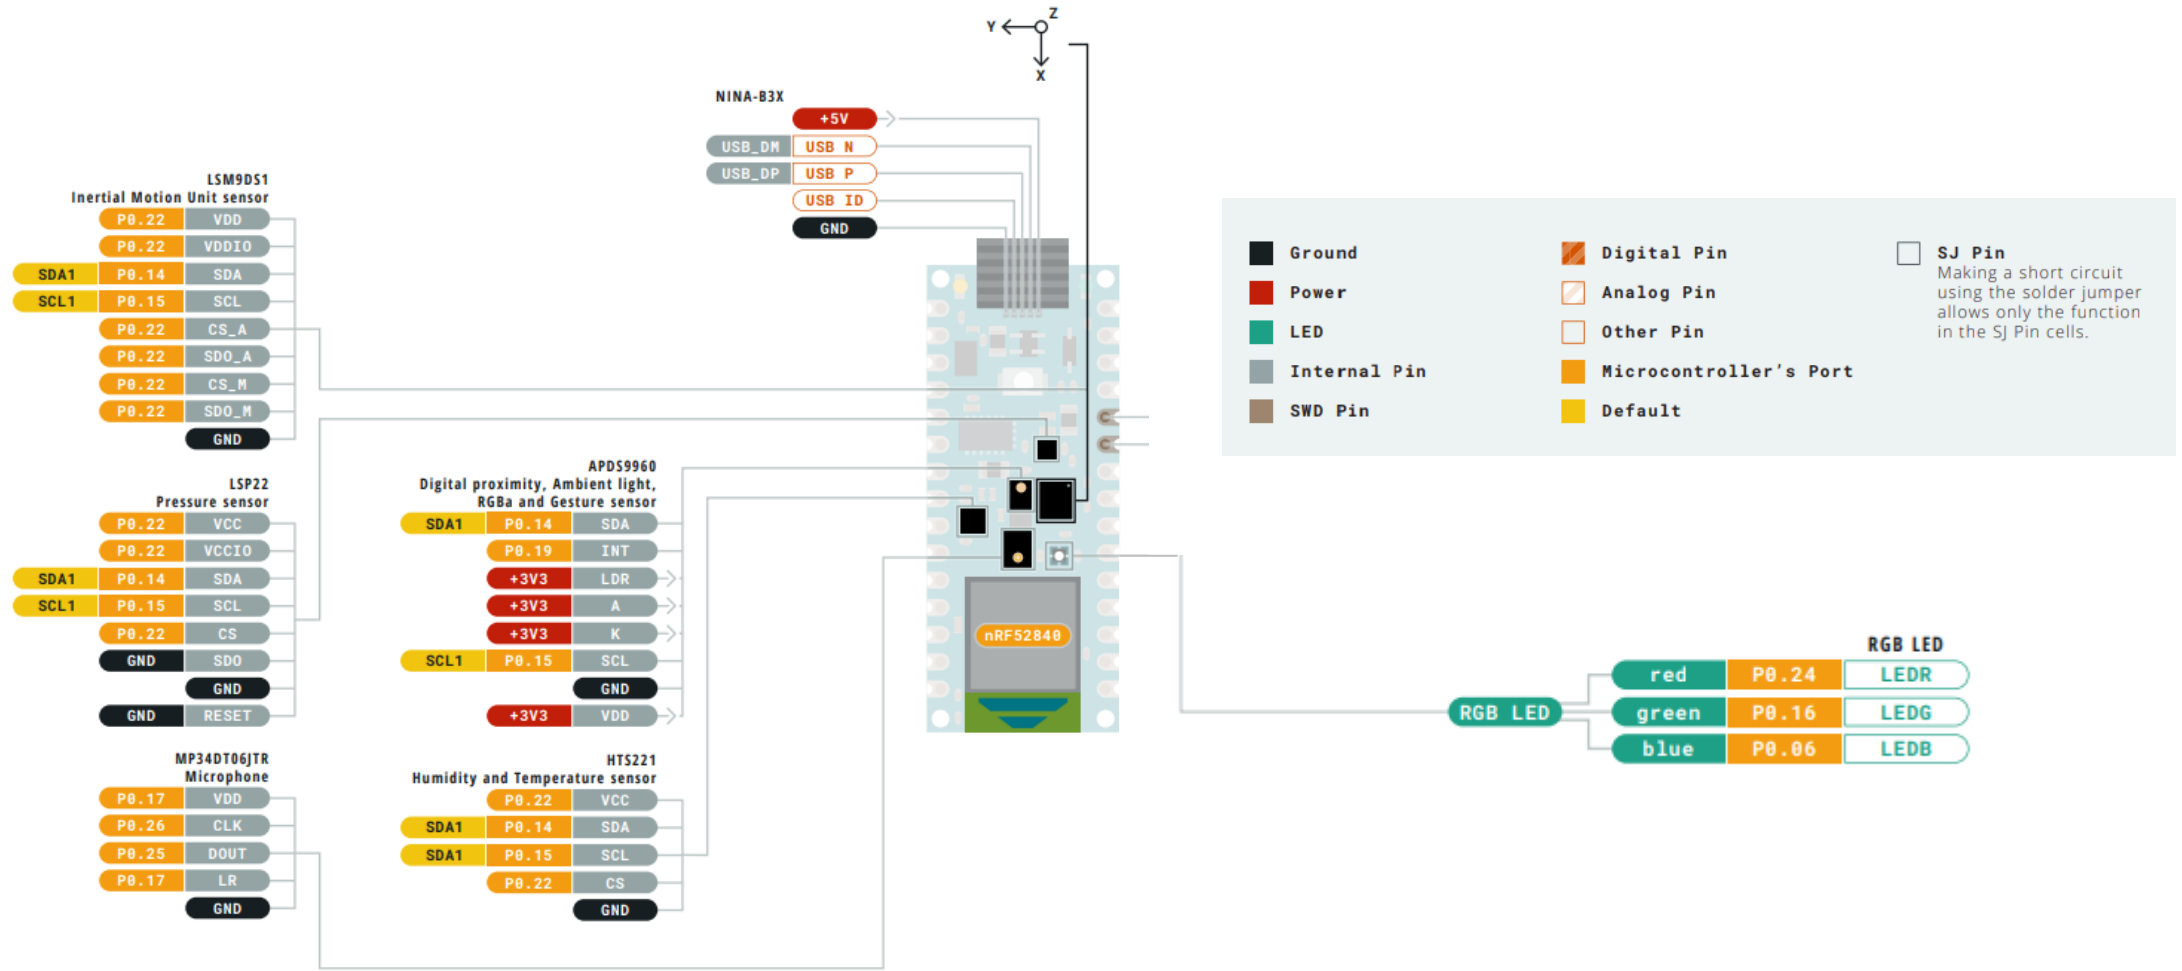 Z
Y
X
NINA-B3X
+5V
USB_DM USB N
USB_DP USB P
USB ID
GND
LSM9DS1
Inertial Motion Unit sensor
P0.22 VDD
P0.22 VDDIO
SDA1 P0.14 SDA
SCL1 P0.15 SCL
P0.22 CS_A
P0.22 SDO_A
P0.22 CS_M
P0.22 SDO_M
GND
LSP22
Pressure sensor
P0.22 VCC
P0.22 VCCIO
SDA1 P0.14 SDA
SCL1 P0.15 SCL
P0.22 CS
GND SDO
GND
GND RESET
MP34DT06JTR
Microphone
P0.17 VDD
P0.26 CLK
P0.25 DOUT
P0.17 LR
GND
APDS9960
Digital proximity, Ambient light,
RGBa and Gesture sensor
SDA1 P0.14 SDA
P0.19 INT
+3V3 LDR
+3V3 A
+3V3 K
SCL1 P0.15 SCL
GND
+3V3 VDD
HTS221
Humidity and Temperature sensor
P0.22 VCC
SDA1 P0.14 SDA
SDA1 P0.15 SCL
P0.22 CS
GND
nRF52840
Ground
Power
LED
Internal Pin
SWD Pin
Digital Pin
Analog Pin
Other Pin
Microcontroller's Port
Default
SJ Pin
Making a short circuit
using the solder jumper
allows only the function
in the SJ Pin cells.
RGB LED
RGB LED
red P0.24 LEDR
green P0.16 LEDG
blue P0.06 LEDB